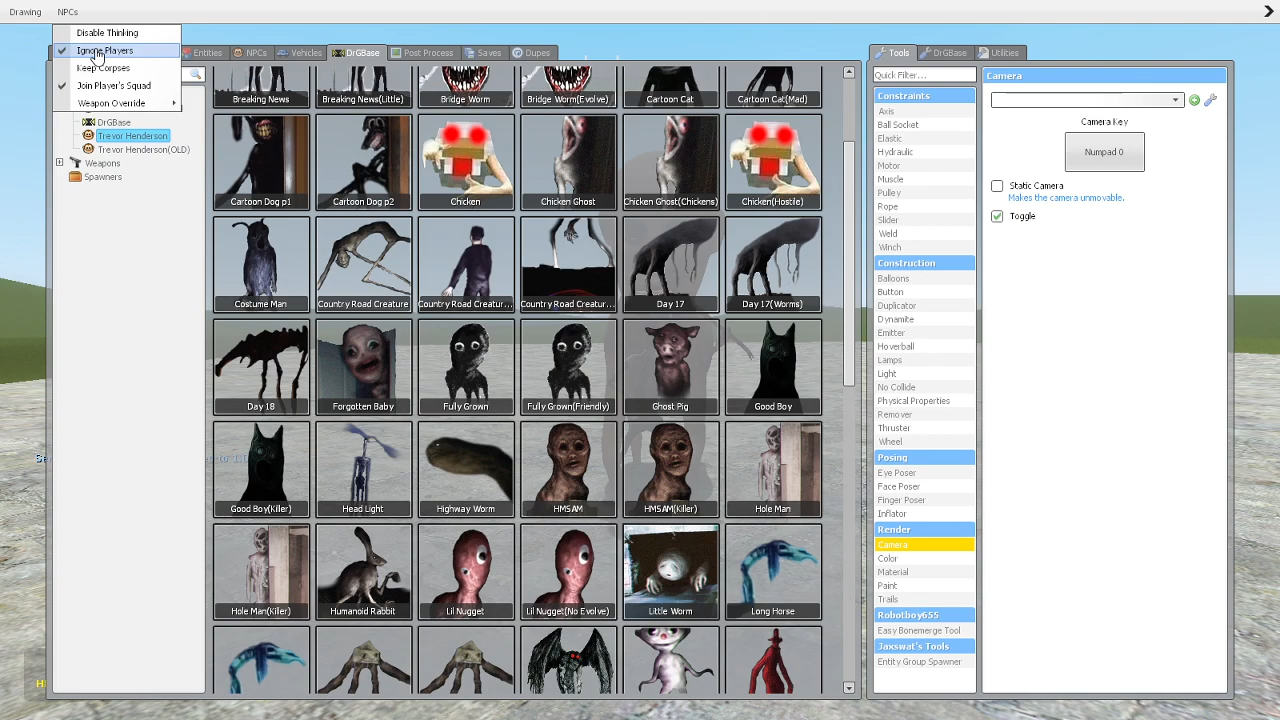 Drawing NPCs
Disable Thinking
Ignore Players
Keep Corpses
Join Player's Squad
Weapon Override
DrGBase
Trevor Henderson
Trevor Henderson(OLD)
Weapons
Spawners
Entities NPCs Vehicles DrGBase Post Process Saves Dupes
Breaking News Breaking News(Little) Bridge Worm Bridge Worm(Evolve) Cartoon Cat Cartoon Cat(Mad)
Cartoon Dog p1 Cartoon Dog p2 Chicken Chicken Ghost Chicken Ghost(Chickens) Chicken(Hostile)
Costume Man Country Road Creature Country Road Creatur... Country Road Creatur... Day 17 Day 17(Worms)
Day 18 Forgotten Baby Fully Grown Fully Grown(Friendly) Ghost Pig Good Boy
Good Boy(Killer) Head Light Highway Worm HMSAM HMSAM(Killer) Hole Man
Hole Man(Killer) Humanoid Rabbit Lil Nugget Lil Nugget(No Evolve) Little Worm Long Horse
Tools DrGBase Utilities
Quick Filter...
Constraints
Axis
Ball Socket
Elastic
Hydraulic
Motor
Muscle
Pulley
Rope
Slider
Weld
Winch
Construction
Balloons
Button
Duplicator
Dynamite
Emitter
Hoverball
Lamps
Light
No Collide
Physical Properties
Remover
Thruster
Wheel
Posing
Eye Poser
Face Poser
Finger Poser
Inflator
Render
Camera
Color
Material
Paint
Trails
Robotboy655
Easy Bonemerge Tool
Jaxswat's Tools
Entity Group Spawner
Camera
Camera Key
Numpad 0
Static Camera
Makes the camera unmovable.
Toggle